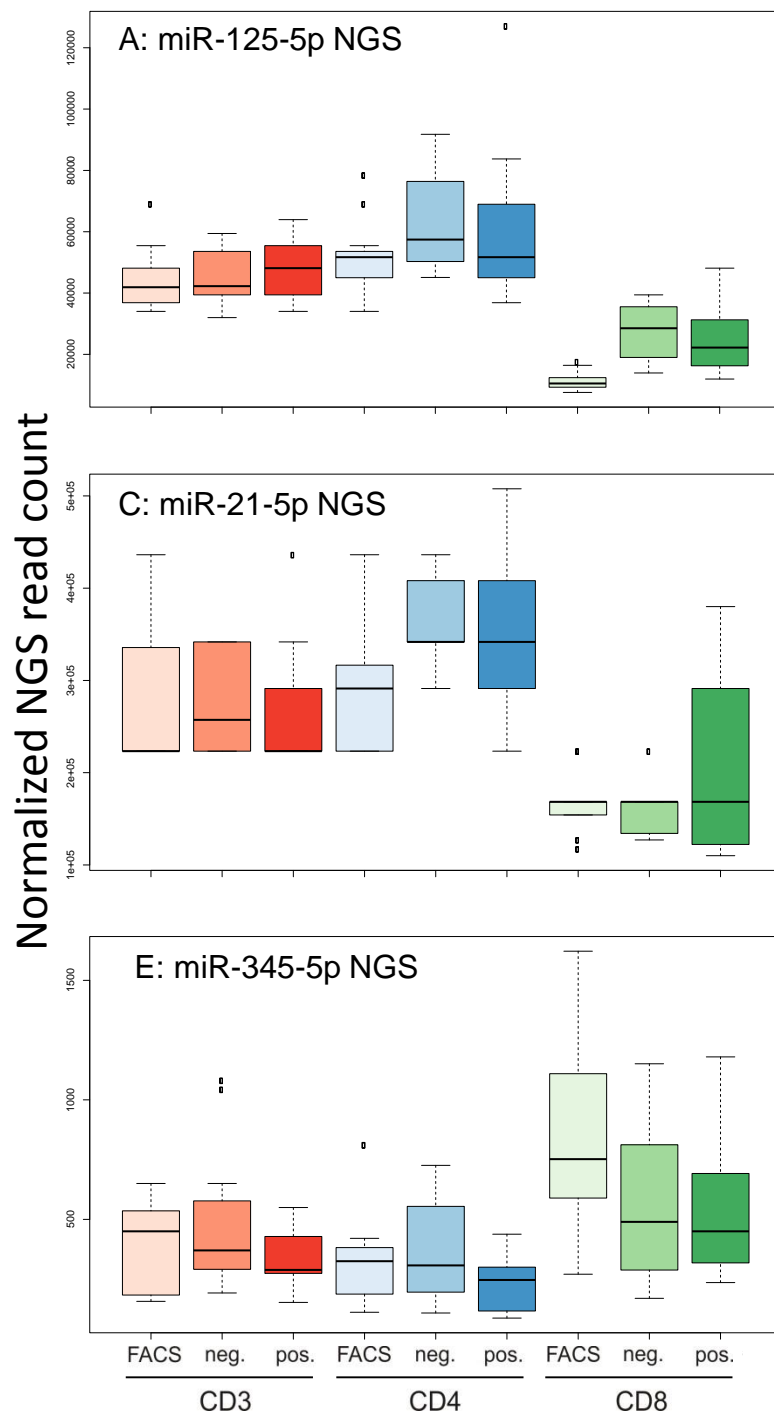 Normalized NGS read count
A: miR-125-5p NGS
120000
100000
80000
60000
40000
20000
C: miR-21-5p NGS
5e+05
4e+05
3e+05
2e+05
1e+05
E: miR-345-5p NGS
1500
1000
500
FACS neg. pos. FACS neg. pos. FACS neg. pos.
CD3 CD4 CD8